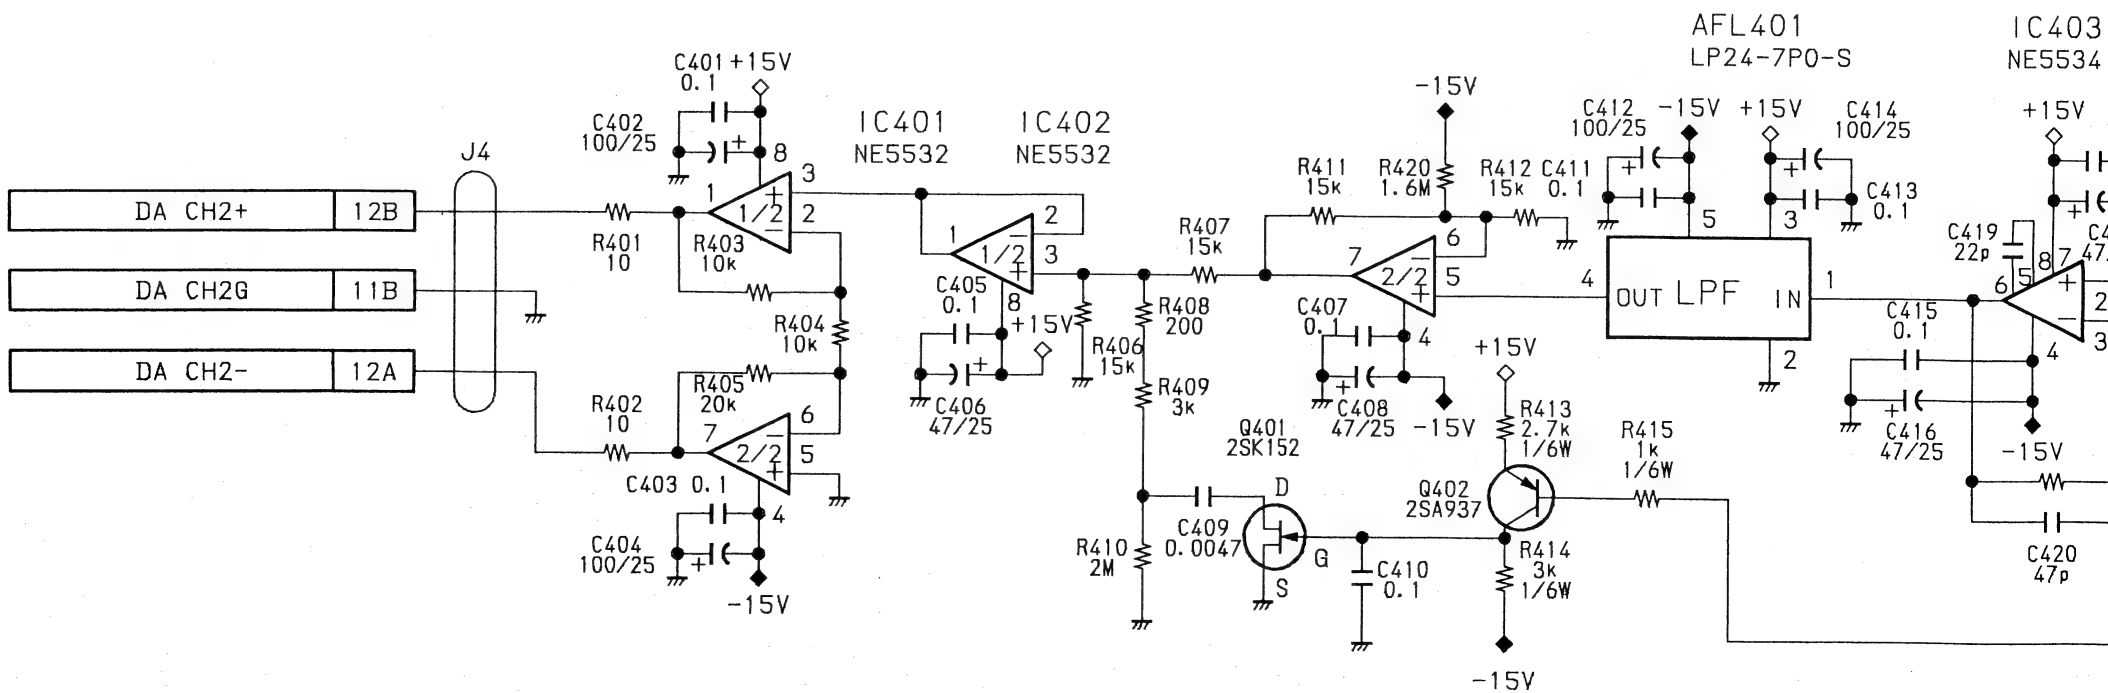 AFL401
LP24-7PO-S
IC403
NE5534
C401
0.1
+15V
C402
100/25
8
3
1
1/2
+
2
-
IC401
NE5532
IC402
NE5532
-15V
R411
15k
R420
1.6M
R412
15k
C411
0.1
C412
100/25
-15V
+15V
C414
100/25
C413
0.1
5
3
+15V
J4
DA CH2+
12B
DA CH2G
11B
DA CH2-
12A
R401
10
R403
10k
R404
10k
R405
20k
R402
10
6
7
2/2
-
5
+
C403 0.1
4
C404
100/25
+
-15V
1
2
1/2
-
3
+
8
C405
0.1
+15V
C406
47/25
+
R407
15k
R408
200
R406
15k
R409
3k
R410
2M
7
6
2/2
-
5
+
C407
0.1
4
C408
47/25
+
-15V
4
OUT
LPF
IN
1
2
C419
22p
6
5
8
7
+
2
-
3
4
C415
0.1
C416
47/25
+
-15V
C420
47p
+15V
R413
2.7k
1/6W
R415
1k
1/6W
Q401
2SK152
D
G
S
C409
0.0047
Q402
2SA937
C410
0.1
R414
3k
1/6W
-15V